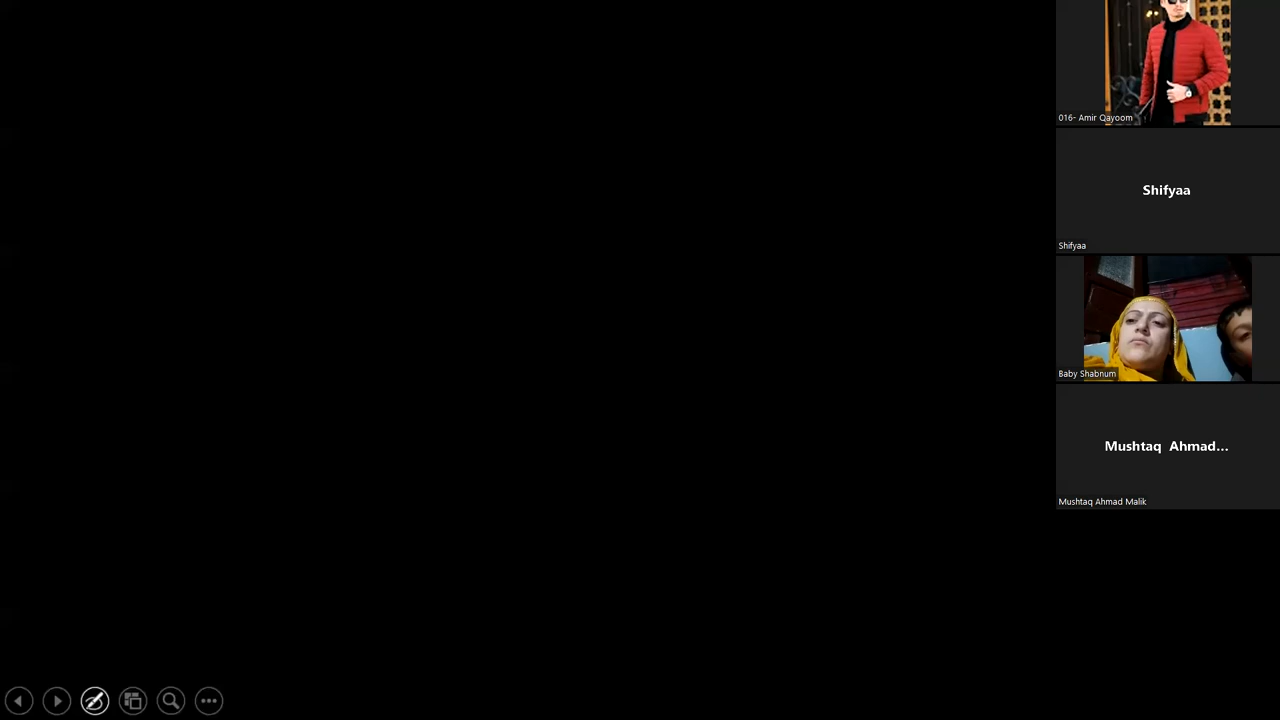 016- Amir Qayoom
Shifyaa
Shifyaa
Baby Shabnum
Mushtaq Ahmad...
Mushtaq Ahmad Malik